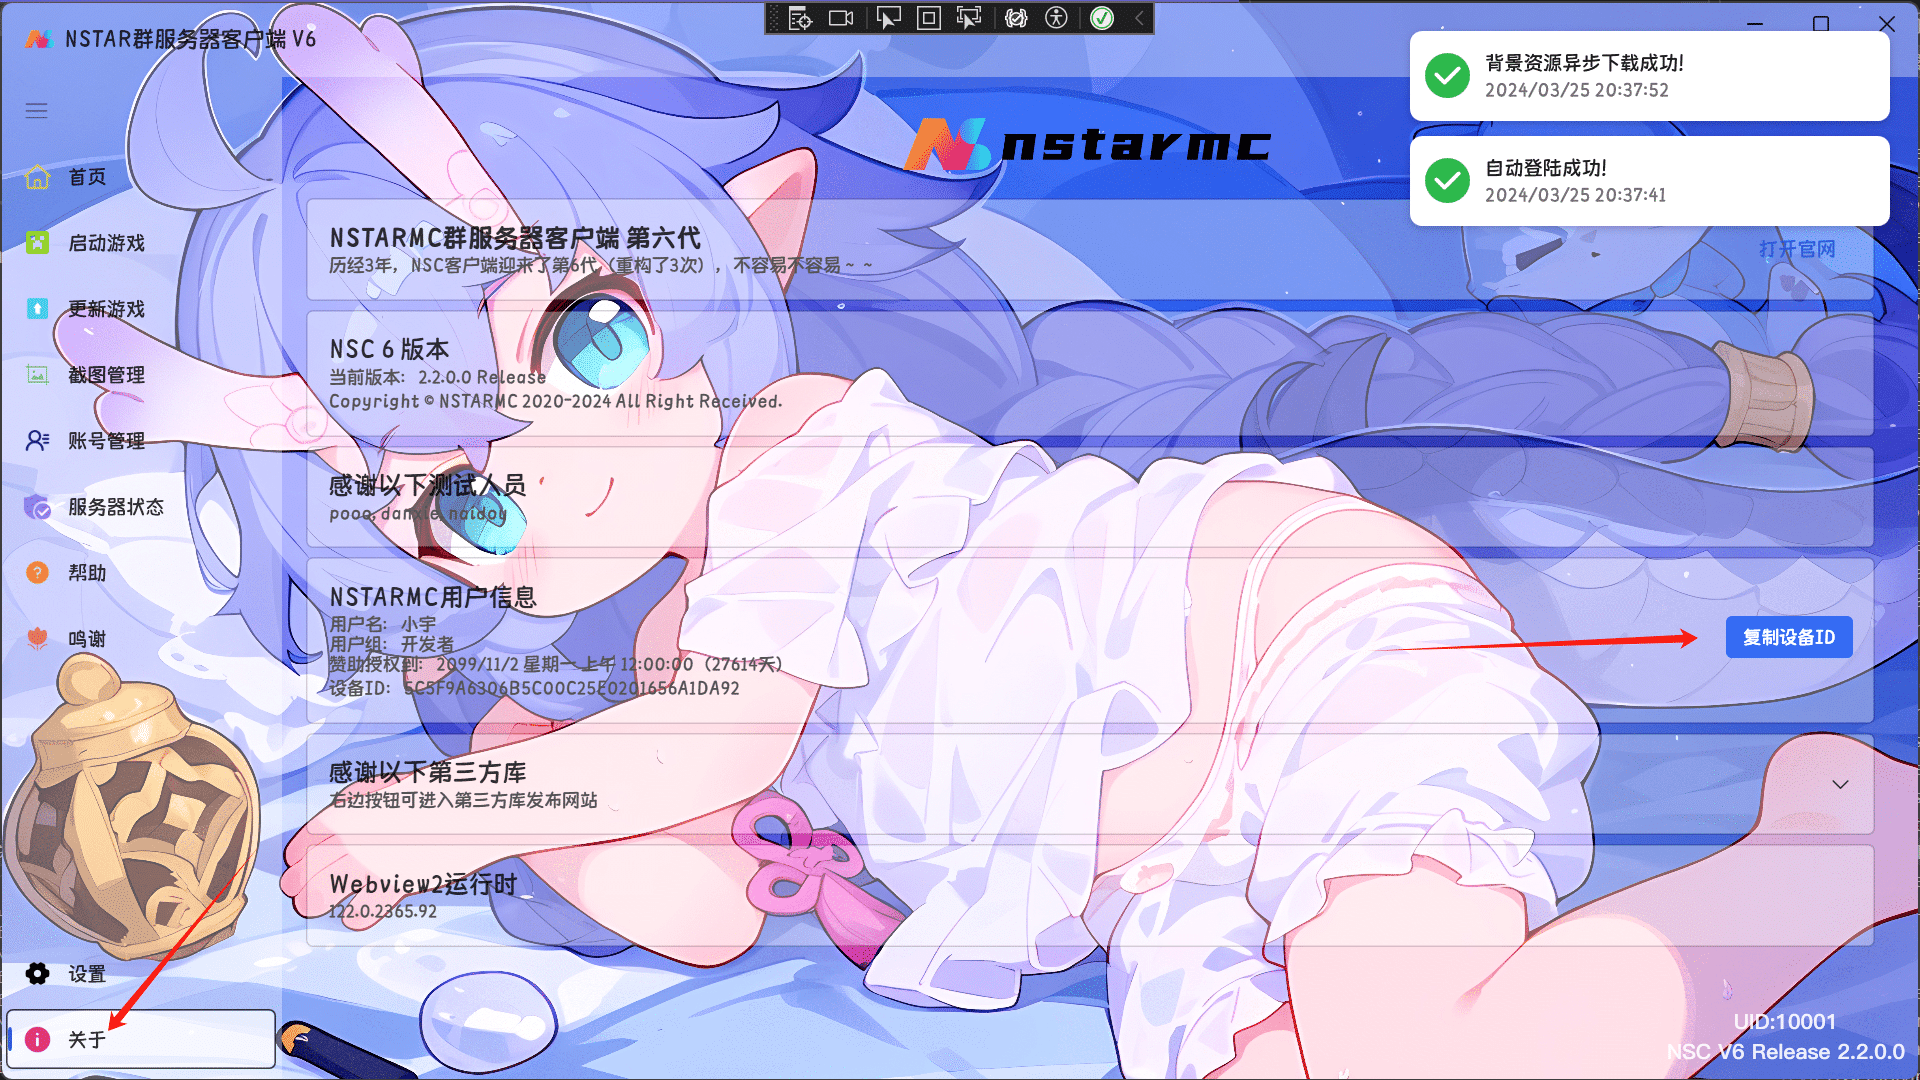 NSTAR群服务器客户端 V6
首页
启动游戏
更新游戏
截图管理
账号管理
服务器状态
帮助
鸣谢
设置
关于
nstarmc
背景资源异步下载成功!
2024/03/25 20:37:52
自动登陆成功!
2024/03/25 20:37:41
NSTARMC群服务器客户端 第六代
历经3年，NSC客户端迎来了第6代（重构了3次），不容易不容易~ ~
打开官网
NSC 6 版本
当前版本： 2.2.0.0 Release
Copyright © NSTARMC 2020-2024 All Right Received.
感谢以下测试人员
pooo, danxie, naidou
NSTARMC用户信息
用户名： 小宇
用户组： 开发者
赞助授权到： 2099/11/2 星期一 上午 12:00:00（27614天）
设备ID： 5C5F9A6306B5C00C25E0201656A1DA92
复制设备ID
感谢以下第三方库
右边按钮可进入第三方库发布网站
Webview2运行时
122.0.2365.92
UID:10001
NSC V6 Release 2.2.0.0